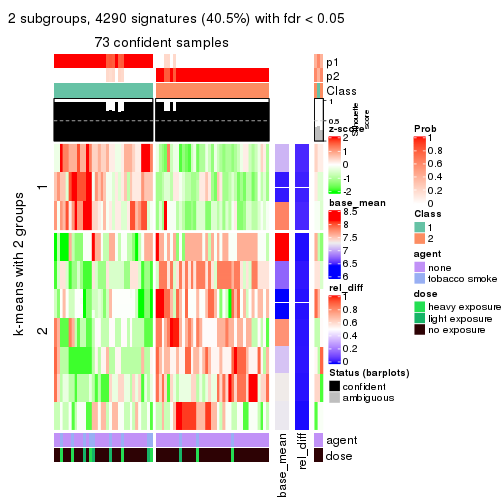 2 subgroups, 4290 signatures (40.5%) with fdr < 0.05
73 confident samples
p1
p2
Class
1
0.5
0
Silhouette
score
k-means with 2 groups
1
2
agent
dose
base_mean
rel_diff
z-score
2
1
0
-1
-2
base_mean
8.5
8
7.5
7
6.5
6
rel_diff
1
0.8
0.6
0.4
0.2
0
Status (barplots)
confident
ambiguous
Prob
1
0.8
0.6
0.4
0.2
0
Class
1
2
agent
none
tobacco smoke
dose
heavy exposure
light exposure
no exposure